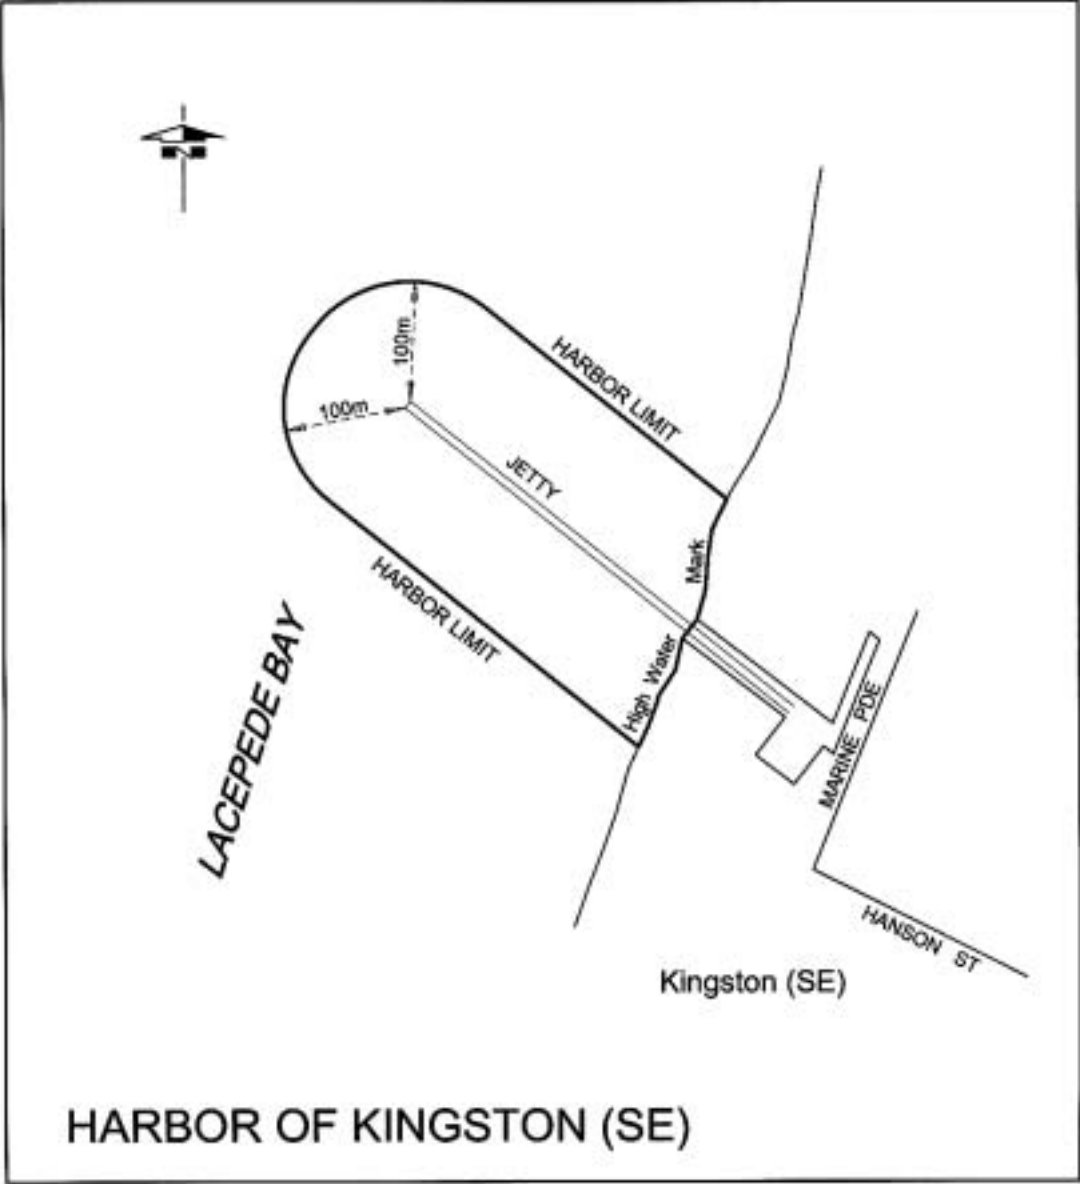 N
100m
100m
HARBOR LIMIT
JETTY
HARBOR LIMIT
High Water Mark
LACEPEDE BAY
MARINE PDE
HANSON ST
Kingston (SE)
HARBOR OF KINGSTON (SE)